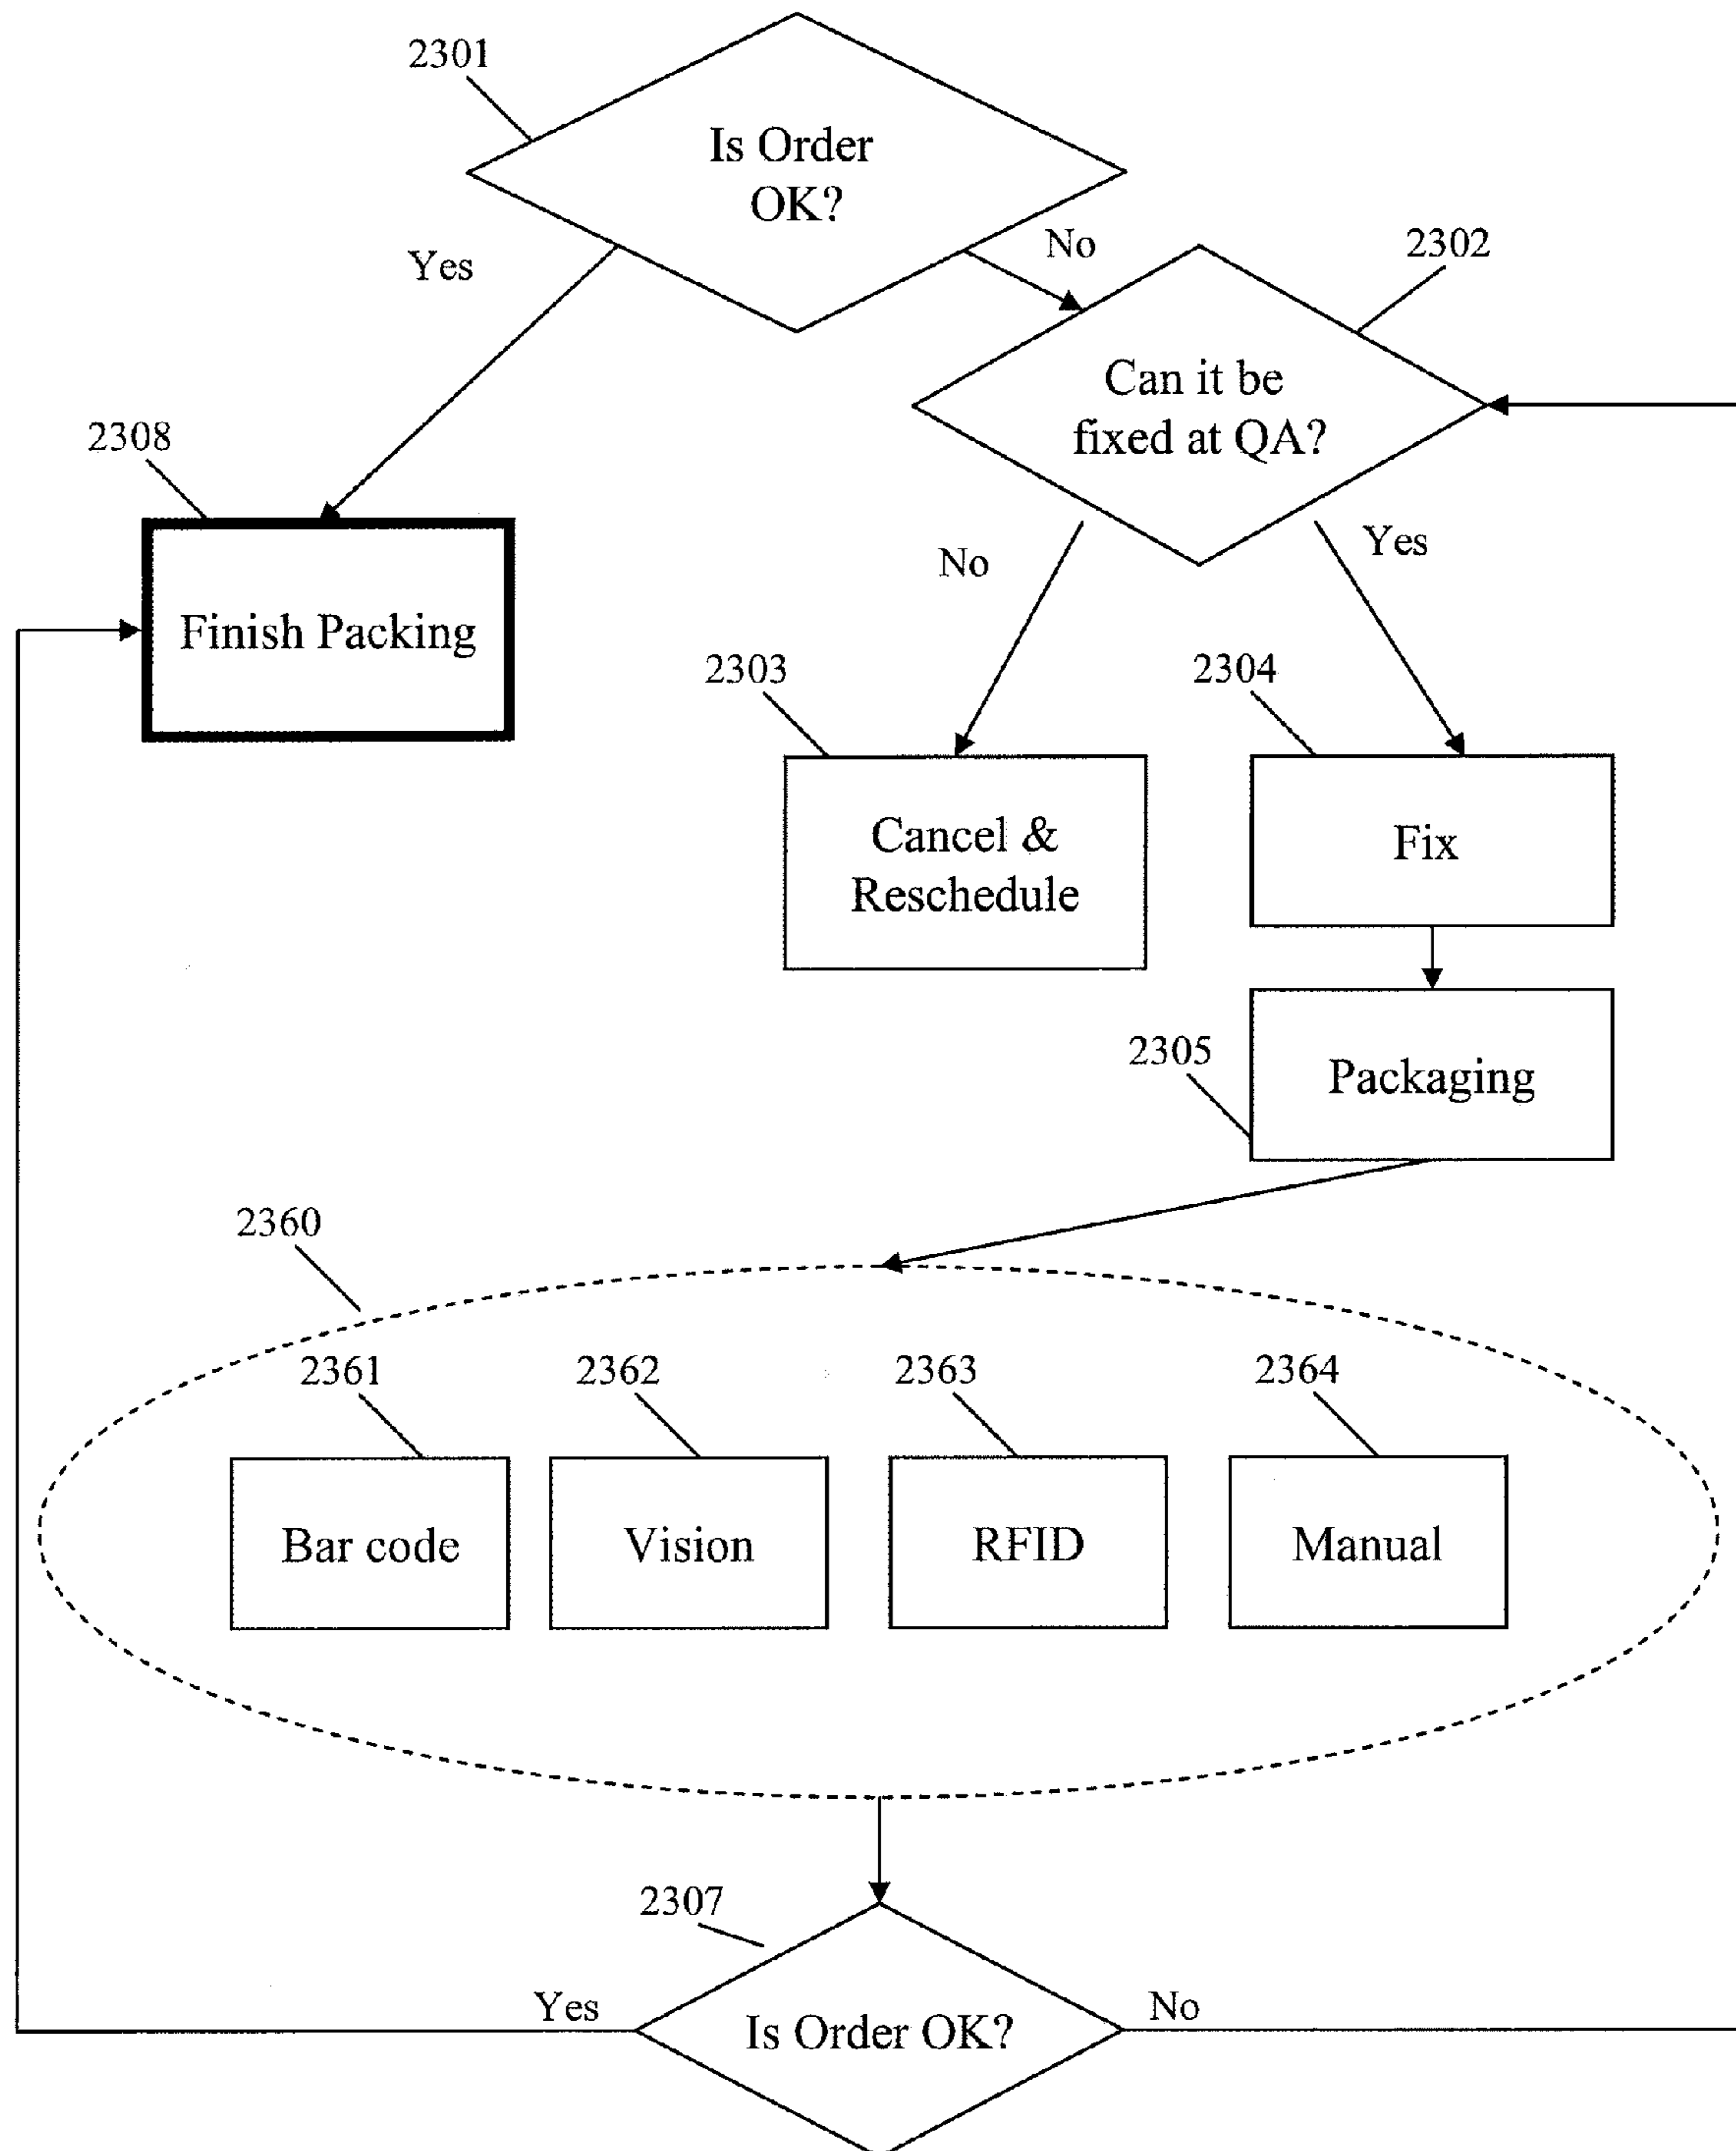 2301
Is Order
OK?
Yes
No
2302
Can it be
fixed at QA?
2308
Finish Packing
No
Yes
2303
2304
Cancel &
Reschedule
Fix
2305
Packaging
2360
2361
2362
2363
2364
Bar code
Vision
RFID
Manual
2307
Yes
No
Is Order OK?